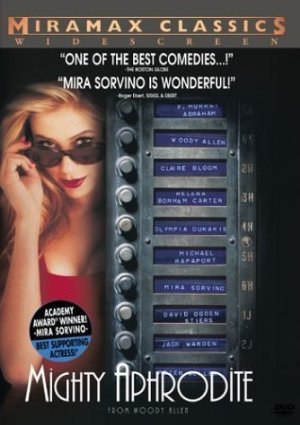 MIRAMAX CLASSICS
WIDESCREEN
"ONE OF THE BEST COMEDIES...!"
-THE BOSTON GLOBE
"MIRA SORVINO IS WONDERFUL!"
-Roger Ebert, SISKEL & EBERT
F. MURRAY
ABRAHAM
WOODY ALLEN
CLAIRE BLOOM
HELENA
BONHAM CARTER
OLYMPIA DUKAKIS
MICHAEL
RAPAPORT
MIRA SORVINO
DAVID OGDEN
STIERS
JACK WARDEN
ACADEMY
AWARD WINNER!
-MIRA SORVINO-
BEST SUPPORTING
ACTRESS!
MIGHTY APHRODITE
FROM WOODY ALLEN
DVD